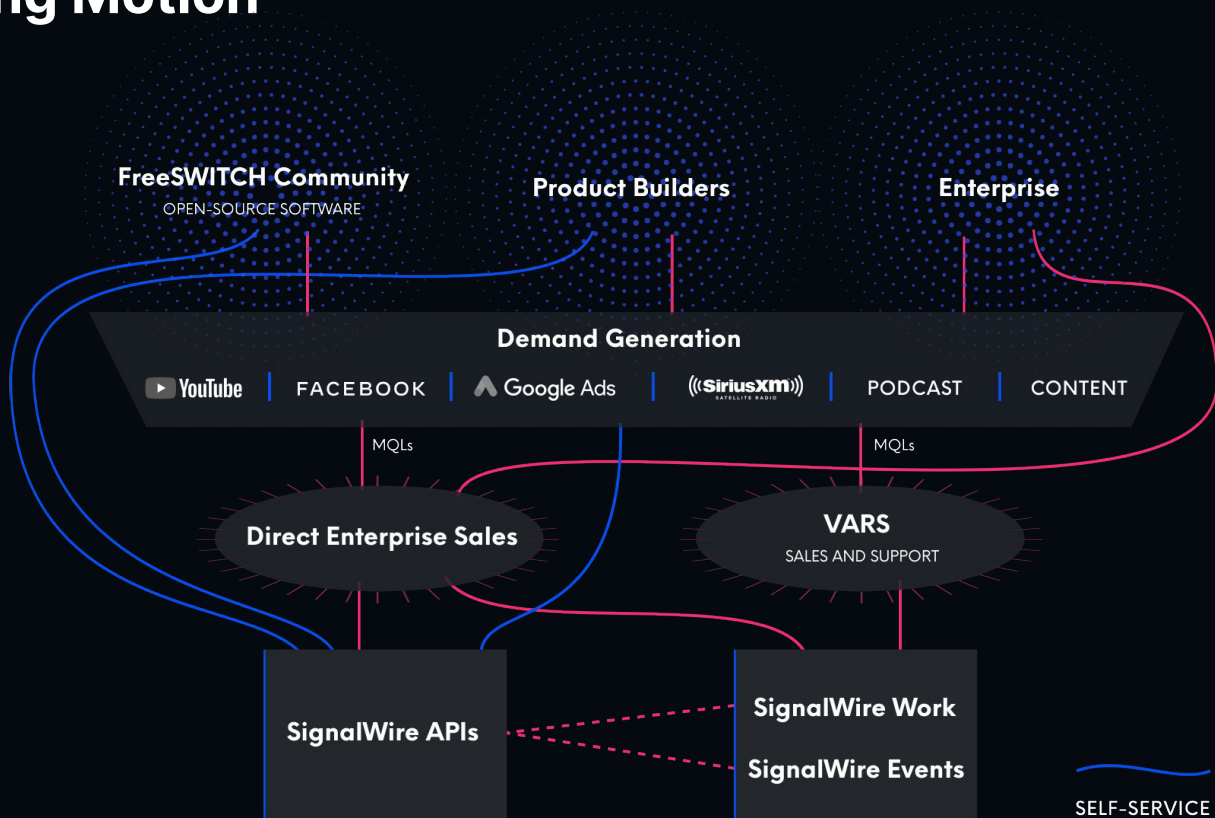 ng Motion
FreeSWITCH Community
OPEN-SOURCE SOFTWARE
Product Builders
Enterprise
Demand Generation
YouTube
FACEBOOK
Google Ads
((SiriusXM))
SATELLITE RADIO
PODCAST
CONTENT
MQLs
MQLs
Direct Enterprise Sales
VARS
SALES AND SUPPORT
SignalWire APIs
SignalWire Work
SignalWire Events
SELF-SERVICE